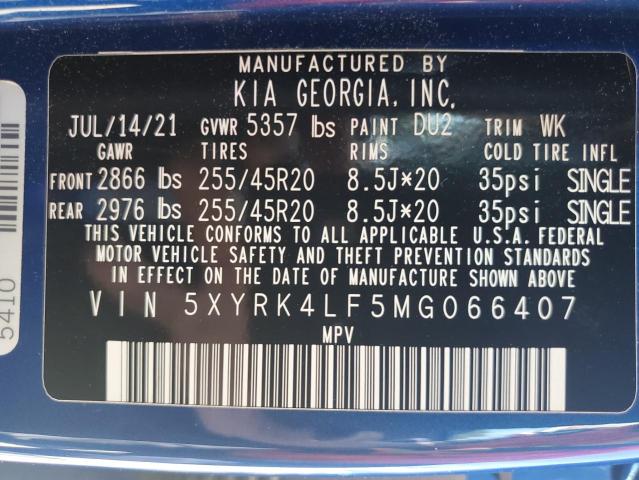 MANUFACTURED BY
KIA GEORGIA, INC.
JUL/14/21 GVWR 5357 lbs PAINT DU2 TRIM WK
GAWR TIRES RIMS COLD TIRE INFL
FRONT 2866 lbs 255/45R20 8.5J*20 35psi SINGLE
REAR 2976 lbs 255/45R20 8.5J*20 35psi SINGLE
THIS VEHICLE CONFORMS TO ALL APPLICABLE U.S.A. FEDERAL
MOTOR VEHICLE SAFETY AND THEFT PREVENTION STANDARDS
IN EFFECT ON THE DATE OF MANUFACTURE SHOWN ABOVE
VIN 5XYRK4LF5MG066407
MPV
5410